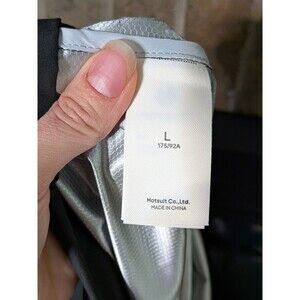 L
175/92A
Hotsuit Co.,Ltd.
MADE IN CHINA